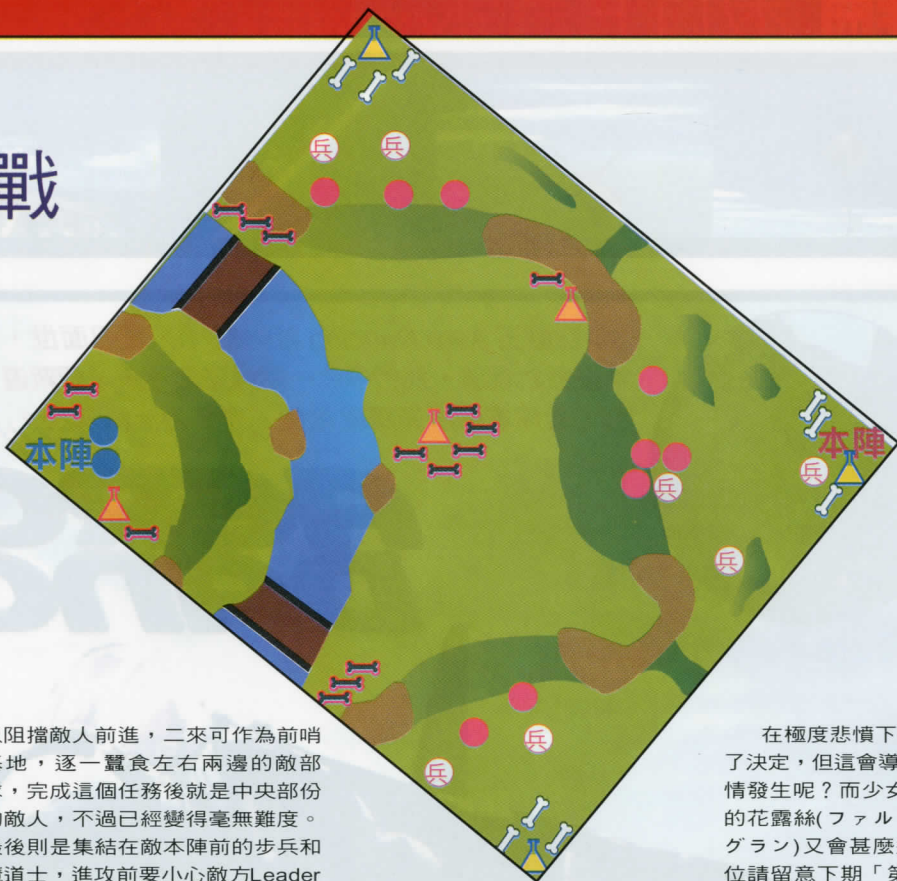 戰
兵
兵
本陣
本陣
兵
兵
兵
兵
兵
阻擋敵人前進，二來可作為前哨
地，逐一蠶食左右兩邊的敵部
，完成這個任務後就是中央部份
的敵人，不過已經變得毫無難度。
最後則是集結在敵本陣前的步兵和
道士，進攻前要小心敵方Leader
在極度悲憤下
了決定，但這會導
情發生呢？而少女
的花露絲(ファル
グラン)又會甚麼
位請留意下期「第